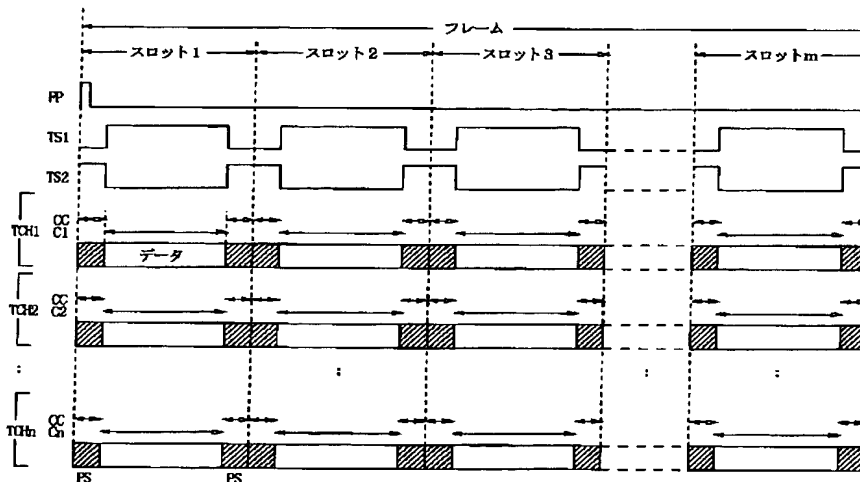 フレーム
スロット1 スロット2 スロット3 スロットm
FP
TS1
TS2
TCH1 CC
C1
データ
TCH2 CC
C2
: : : :
TCHn CC
Cn
PS PS